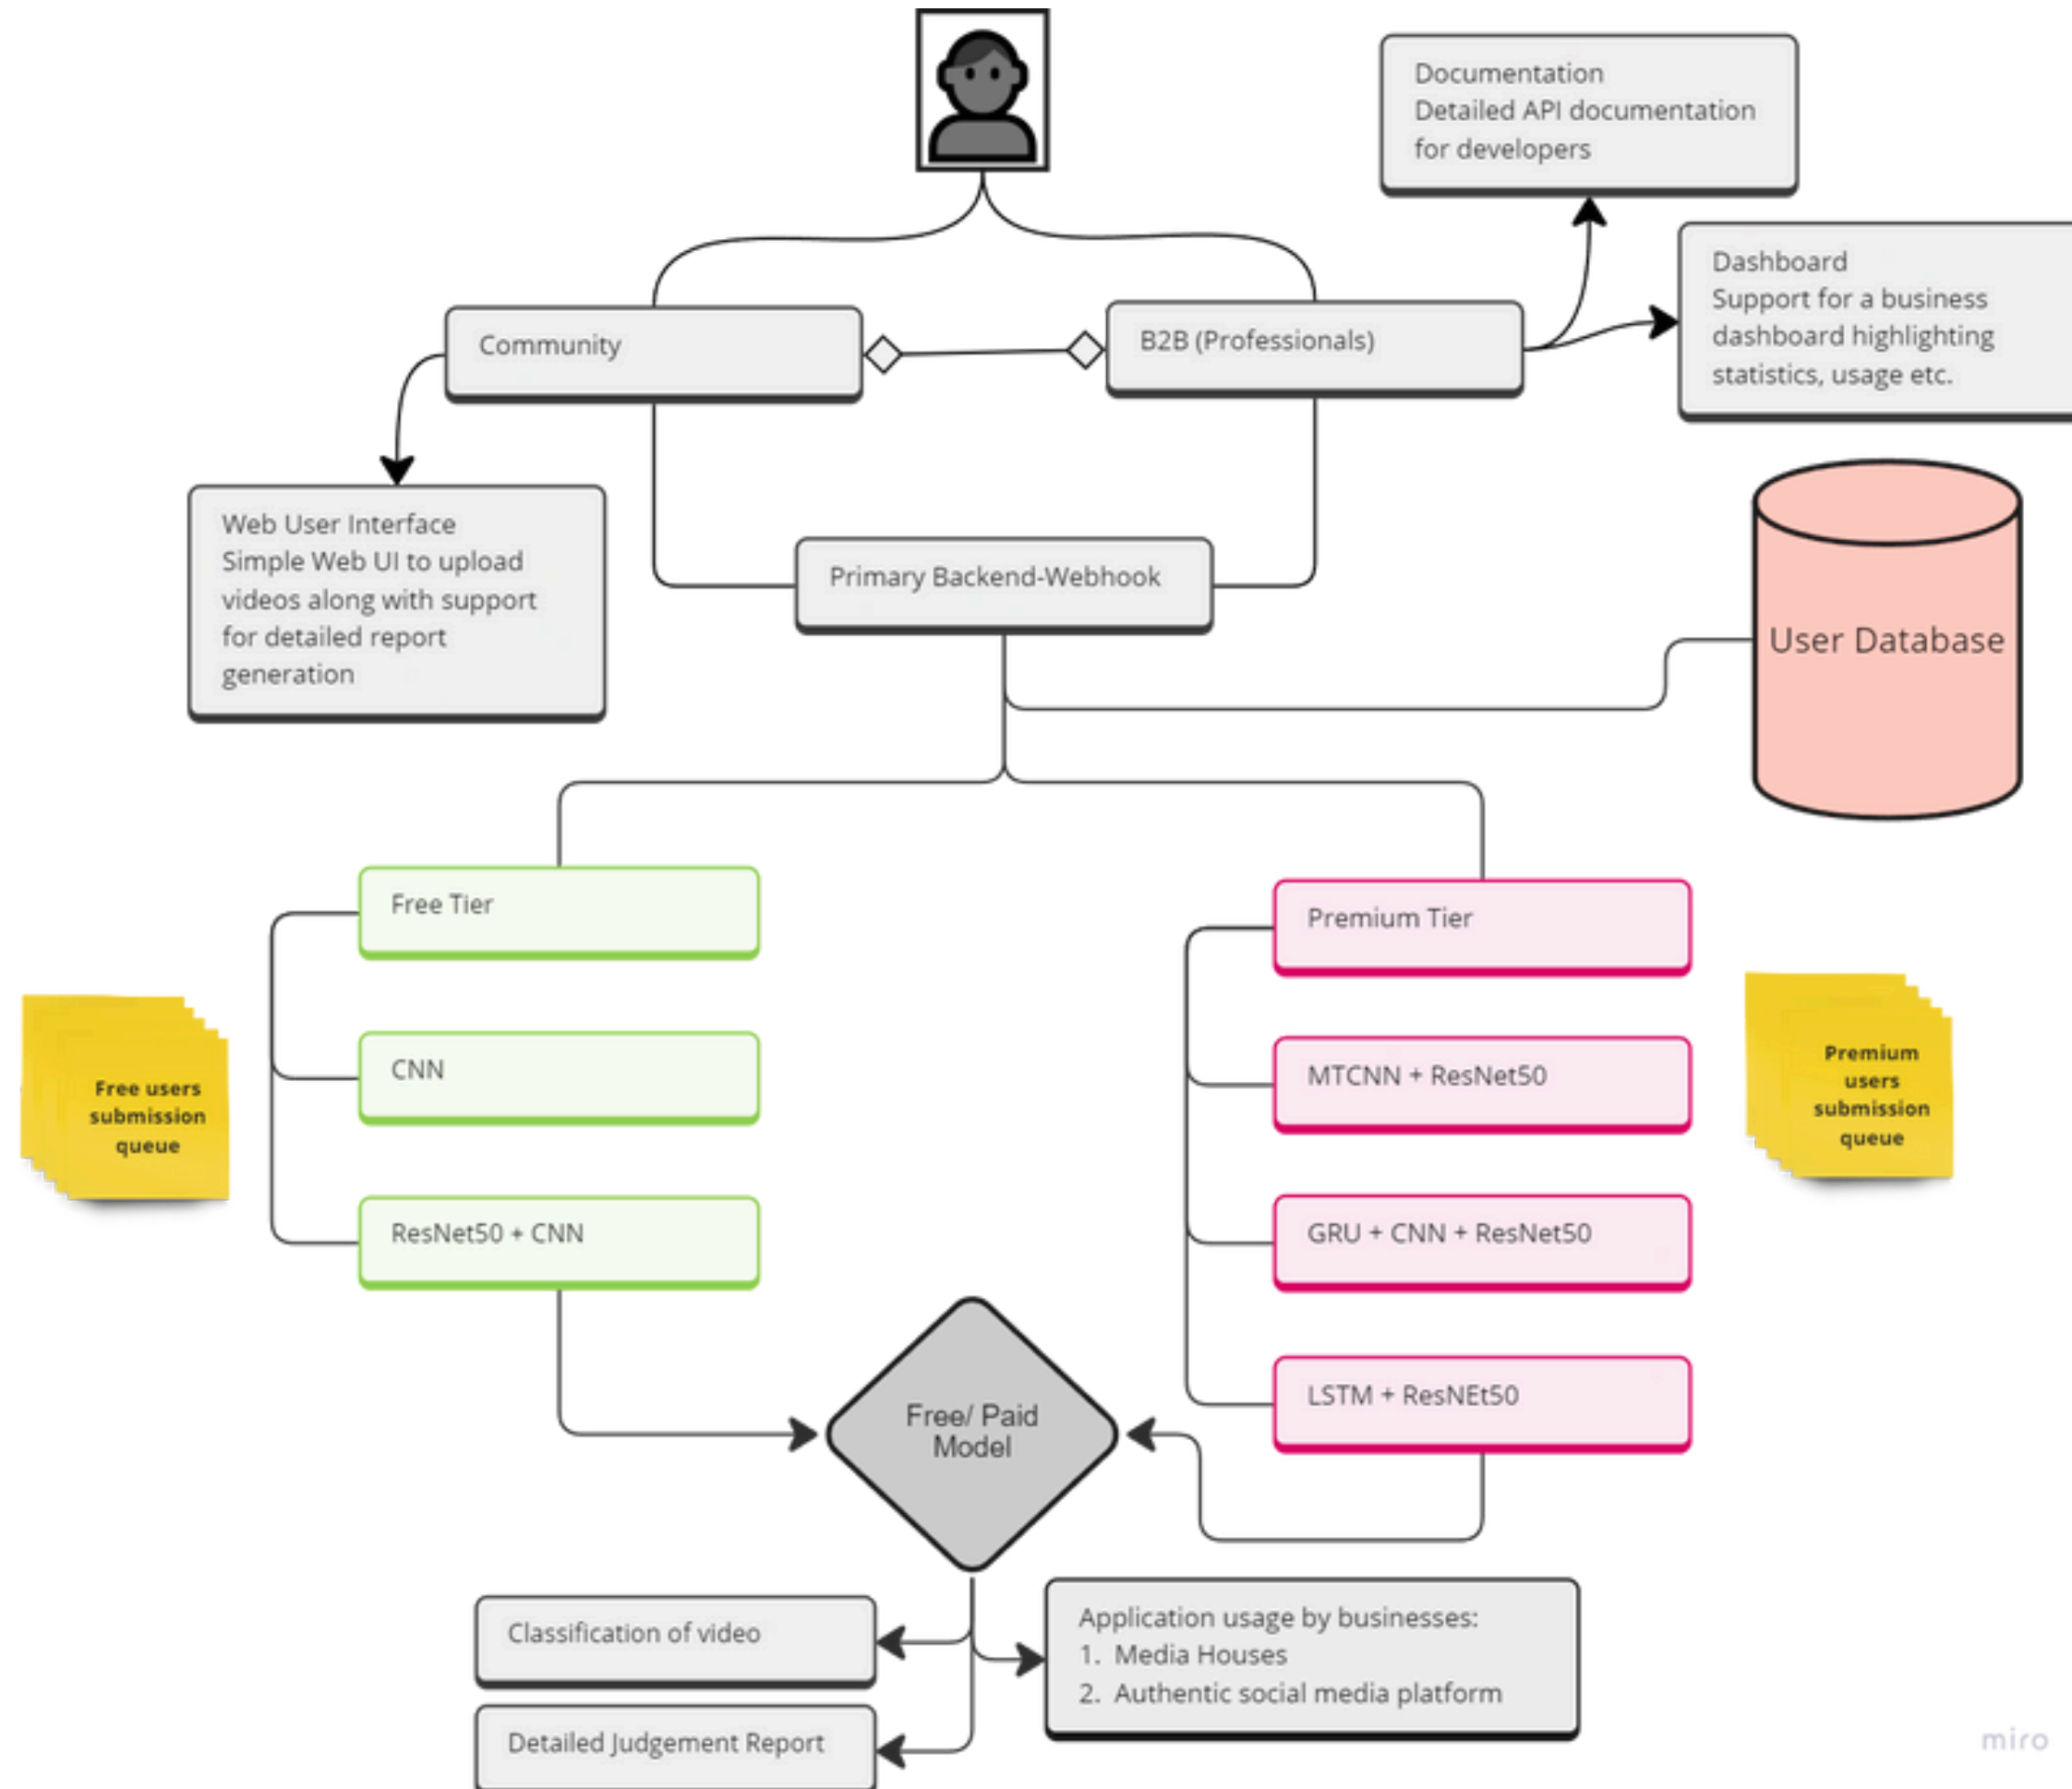 Documentation
Detailed API documentation
for developers
Dashboard
Support for a business
dashboard highlighting
statistics, usage etc.
Community
B2B (Professionals)
Web User Interface
Simple Web UI to upload
videos along with support
for detailed report
generation
Primary Backend-Webhook
User Database
Free Tier
CNN
ResNet50 + CNN
Free users
submission
queue
Premium Tier
MTCNN + ResNet50
GRU + CNN + ResNet50
LSTM + ResNEt50
Premium
users
submission
queue
Free/ Paid
Model
Classification of video
Detailed Judgement Report
Application usage by businesses:
1. Media Houses
2. Authentic social media platform
miro